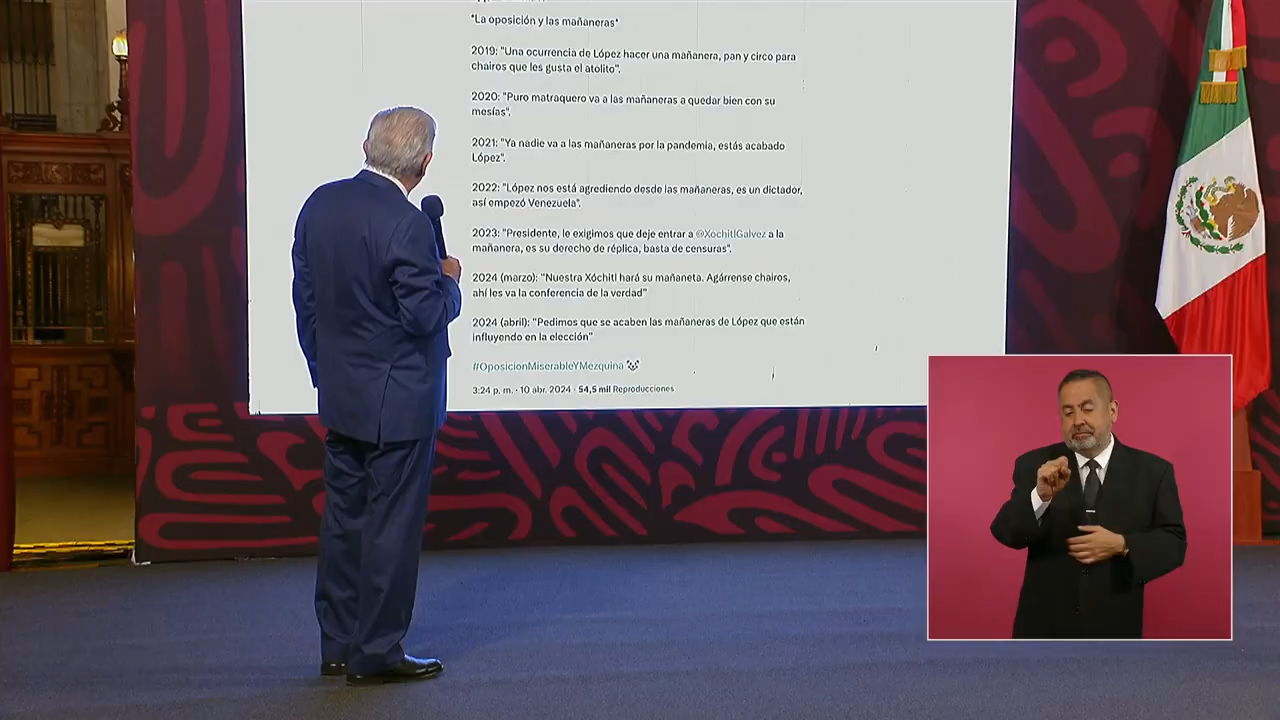 *La oposición y las mañaneras*
2019: "Una ocurrencia de López hacer una mañanera, pan y circo para
chairos que les gusta el atolito".
2020: "Puro matraquero va a las mañaneras a quedar bien con su
mesías".
2021: "Ya nadie va a las mañaneras por la pandemia, estás acabado
López".
2022: "López nos está agrediendo desde las mañaneras, es un dictador,
así empezó Venezuela".
2023: "Presidente, le exigimos que deje entrar a @XochitlGalvez a la
mañanera, es su derecho de réplica, basta de censuras".
2024 (marzo): "Nuestra Xóchitl hará su mañaneta. Agárrense chairos,
ahí les va la conferencia de la verdad"
2024 (abril): "Pedimos que se acaben las mañaneras de López que están
influyendo en la elección"
#OposicionMiserableYMezquina
3:24 p. m. · 10 abr. 2024 · 54,5 mil Reproducciones